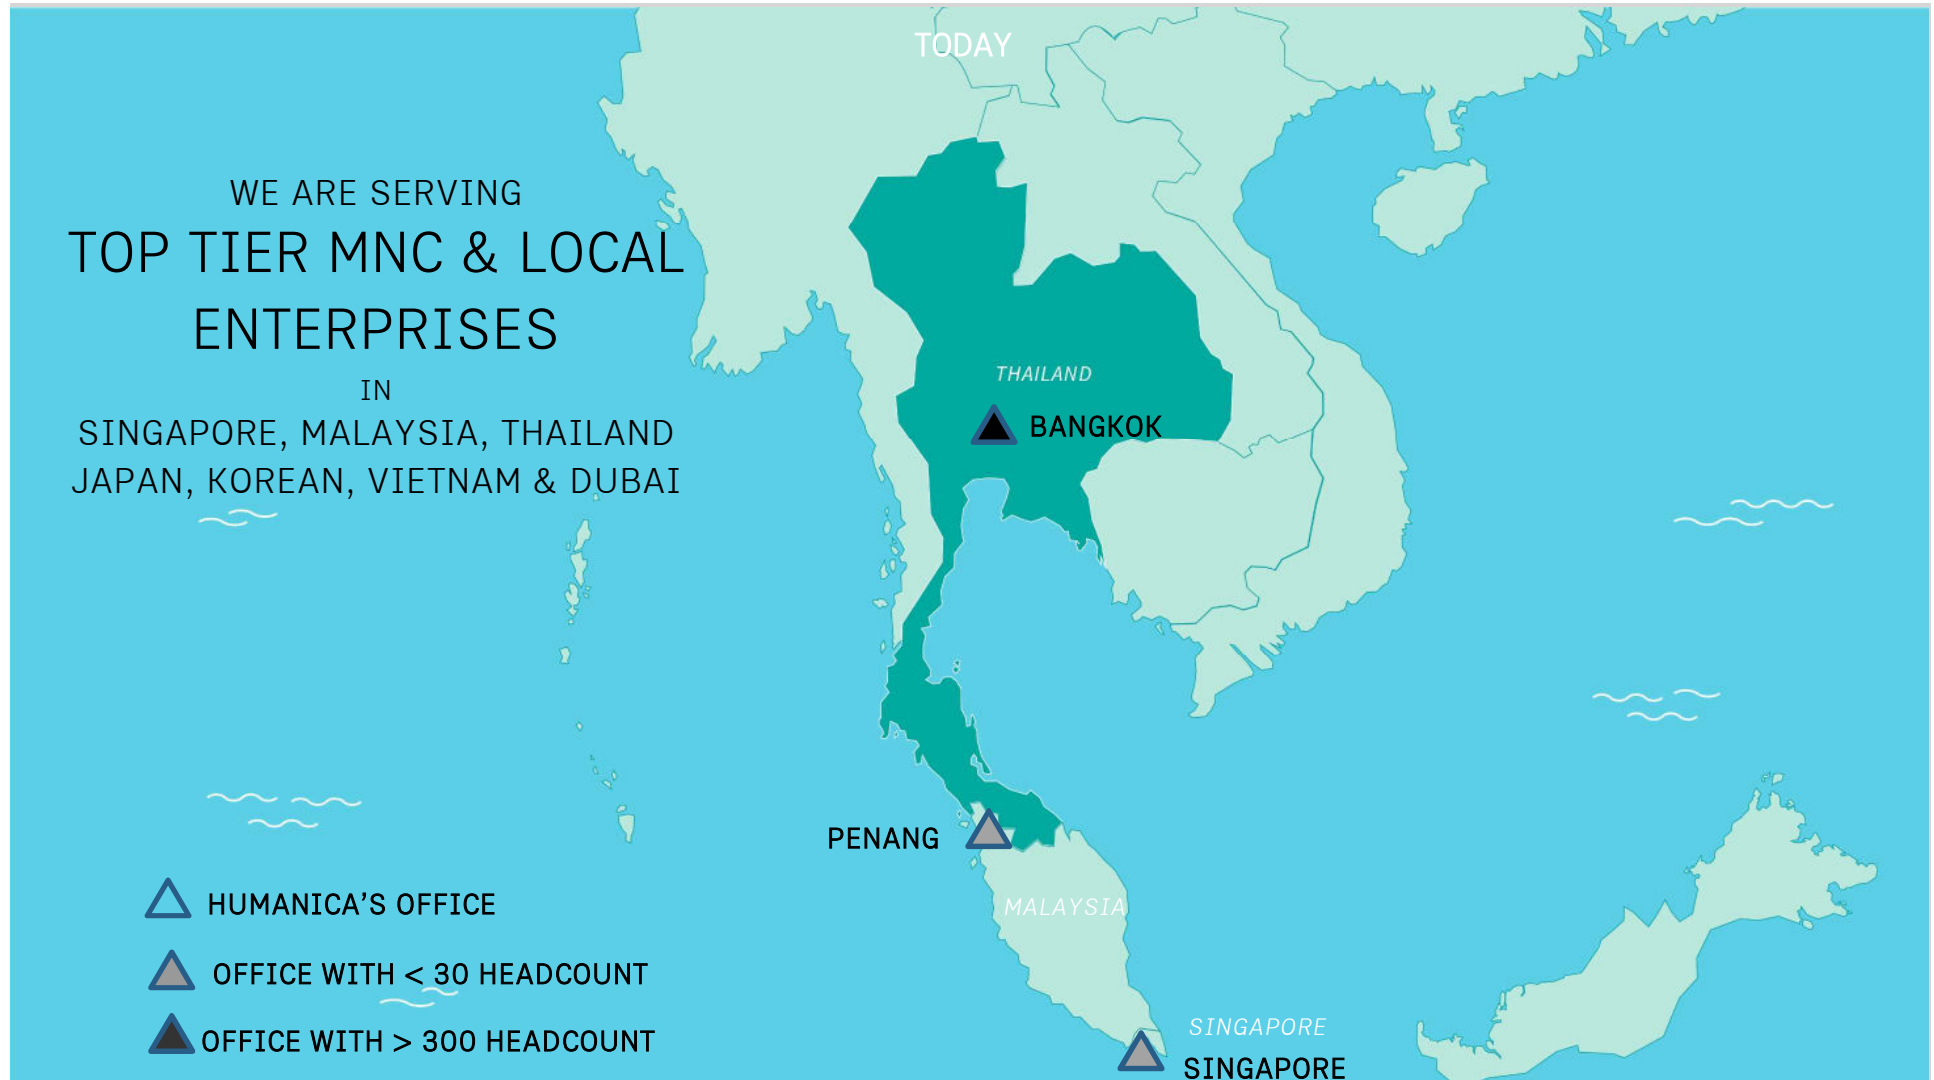 TODAY
WE ARE SERVING
TOP TIER MNC & LOCAL
ENTERPRISES
IN
SINGAPORE, MALAYSIA, THAILAND
JAPAN, KOREAN, VIETNAM & DUBAI
THAILAND
BANGKOK
PENANG
MALAYSIA
HUMANICA'S OFFICE
OFFICE WITH < 30 HEADCOUNT
OFFICE WITH > 300 HEADCOUNT
SINGAPORE
SINGAPORE